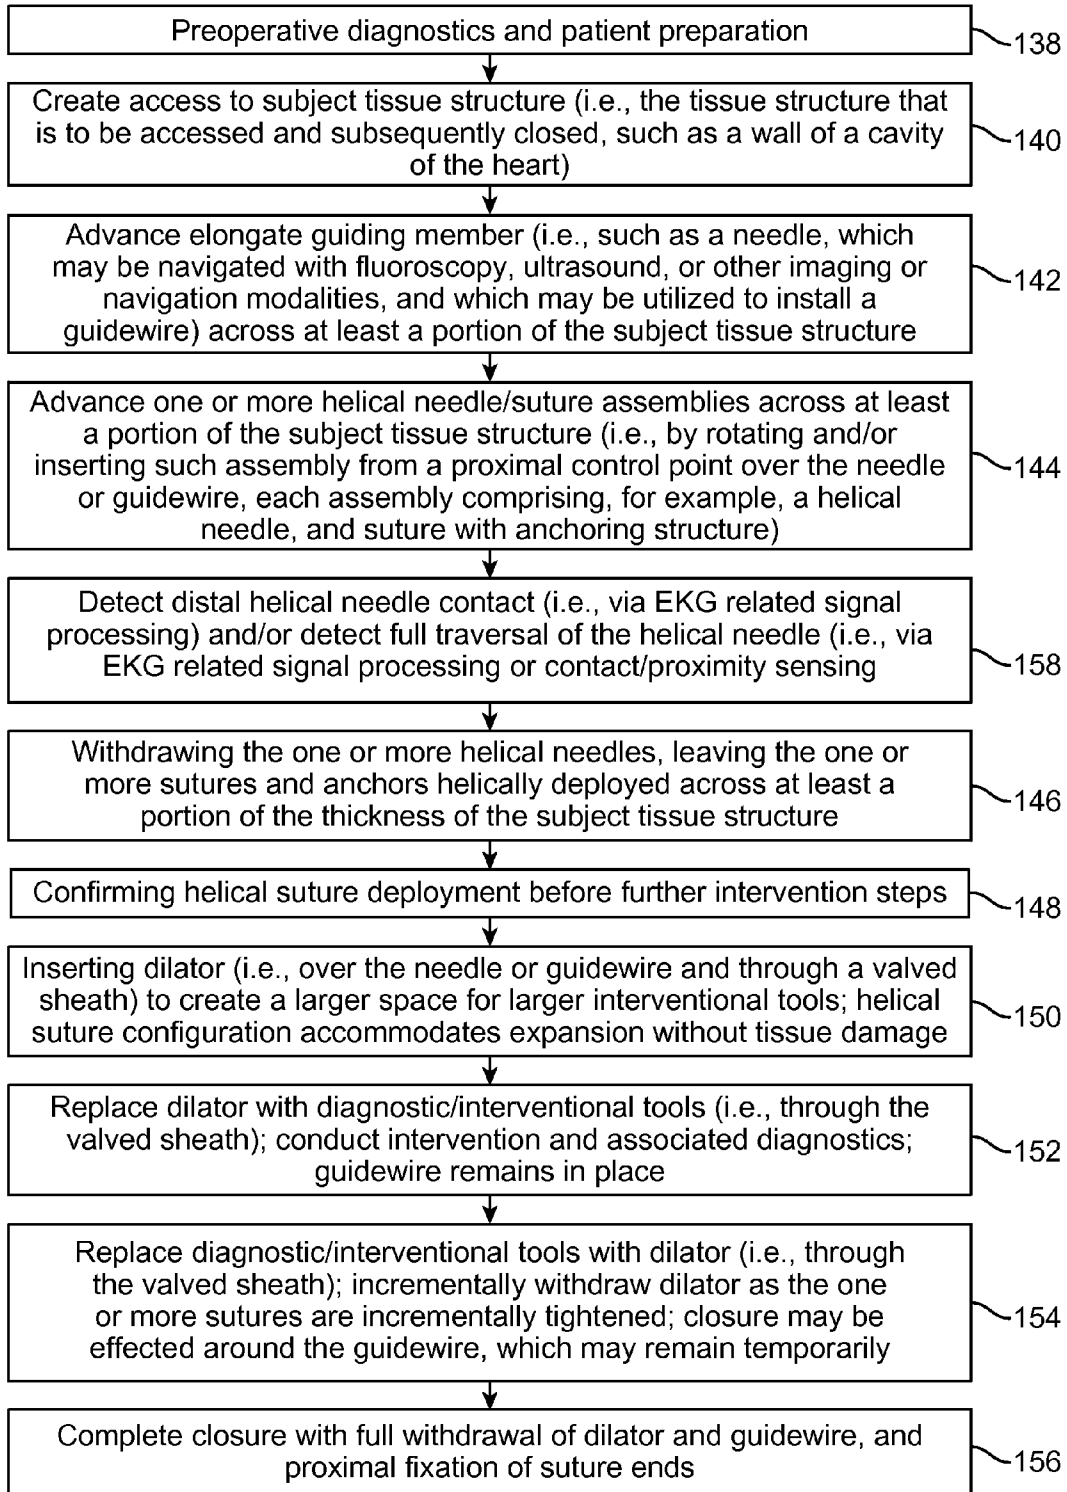 Preoperative diagnostics and patient preparation
138
Create access to subject tissue structure (i.e., the tissue structure that
is to be accessed and subsequently closed, such as a wall of a cavity
of the heart)
140
Advance elongate guiding member (i.e., such as a needle, which
may be navigated with fluoroscopy, ultrasound, or other imaging or
navigation modalities, and which may be utilized to install a
guidewire) across at least a portion of the subject tissue structure
142
Advance one or more helical needle/suture assemblies across at least
a portion of the subject tissue structure (i.e., by rotating and/or
inserting such assembly from a proximal control point over the needle
or guidewire, each assembly comprising, for example, a helical
needle, and suture with anchoring structure)
144
Detect distal helical needle contact (i.e., via EKG related signal
processing) and/or detect full traversal of the helical needle (i.e., via
EKG related signal processing or contact/proximity sensing
158
Withdrawing the one or more helical needles, leaving the one or
more sutures and anchors helically deployed across at least a
portion of the thickness of the subject tissue structure
146
Confirming helical suture deployment before further intervention steps
148
Inserting dilator (i.e., over the needle or guidewire and through a valved
sheath) to create a larger space for larger interventional tools; helical
suture configuration accommodates expansion without tissue damage
150
Replace dilator with diagnostic/interventional tools (i.e., through the
valved sheath); conduct intervention and associated diagnostics;
guidewire remains in place
152
Replace diagnostic/interventional tools with dilator (i.e., through
the valved sheath); incrementally withdraw dilator as the one
or more sutures are incrementally tightened; closure may be
effected around the guidewire, which may remain temporarily
154
Complete closure with full withdrawal of dilator and guidewire, and
proximal fixation of suture ends
156